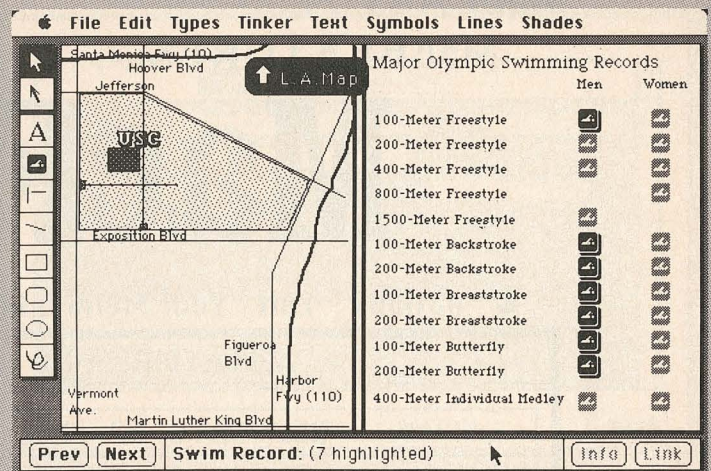 File Edit Types Tinker Text Symbols Lines Shades
Santa Monica Fwy (10)
Hoover Blvd
Jefferson
L.A.Map
USC
Exposition Blvd
Figueroa
Blvd
Harbor
Fwy (110)
Vermont
Ave.
Martin Luther King Blvd
A
Major Olympic Swimming Records
Men Women
100-Meter Freestyle
200-Meter Freestyle
400-Meter Freestyle
800-Meter Freestyle
1500-Meter Freestyle
100-Meter Backstroke
200-Meter Backstroke
100-Meter Breaststroke
200-Meter Breaststroke
100-Meter Butterfly
200-Meter Butterfly
400-Meter Individual Medley
Prev Next Swim Record: (7 highlighted) Info Link